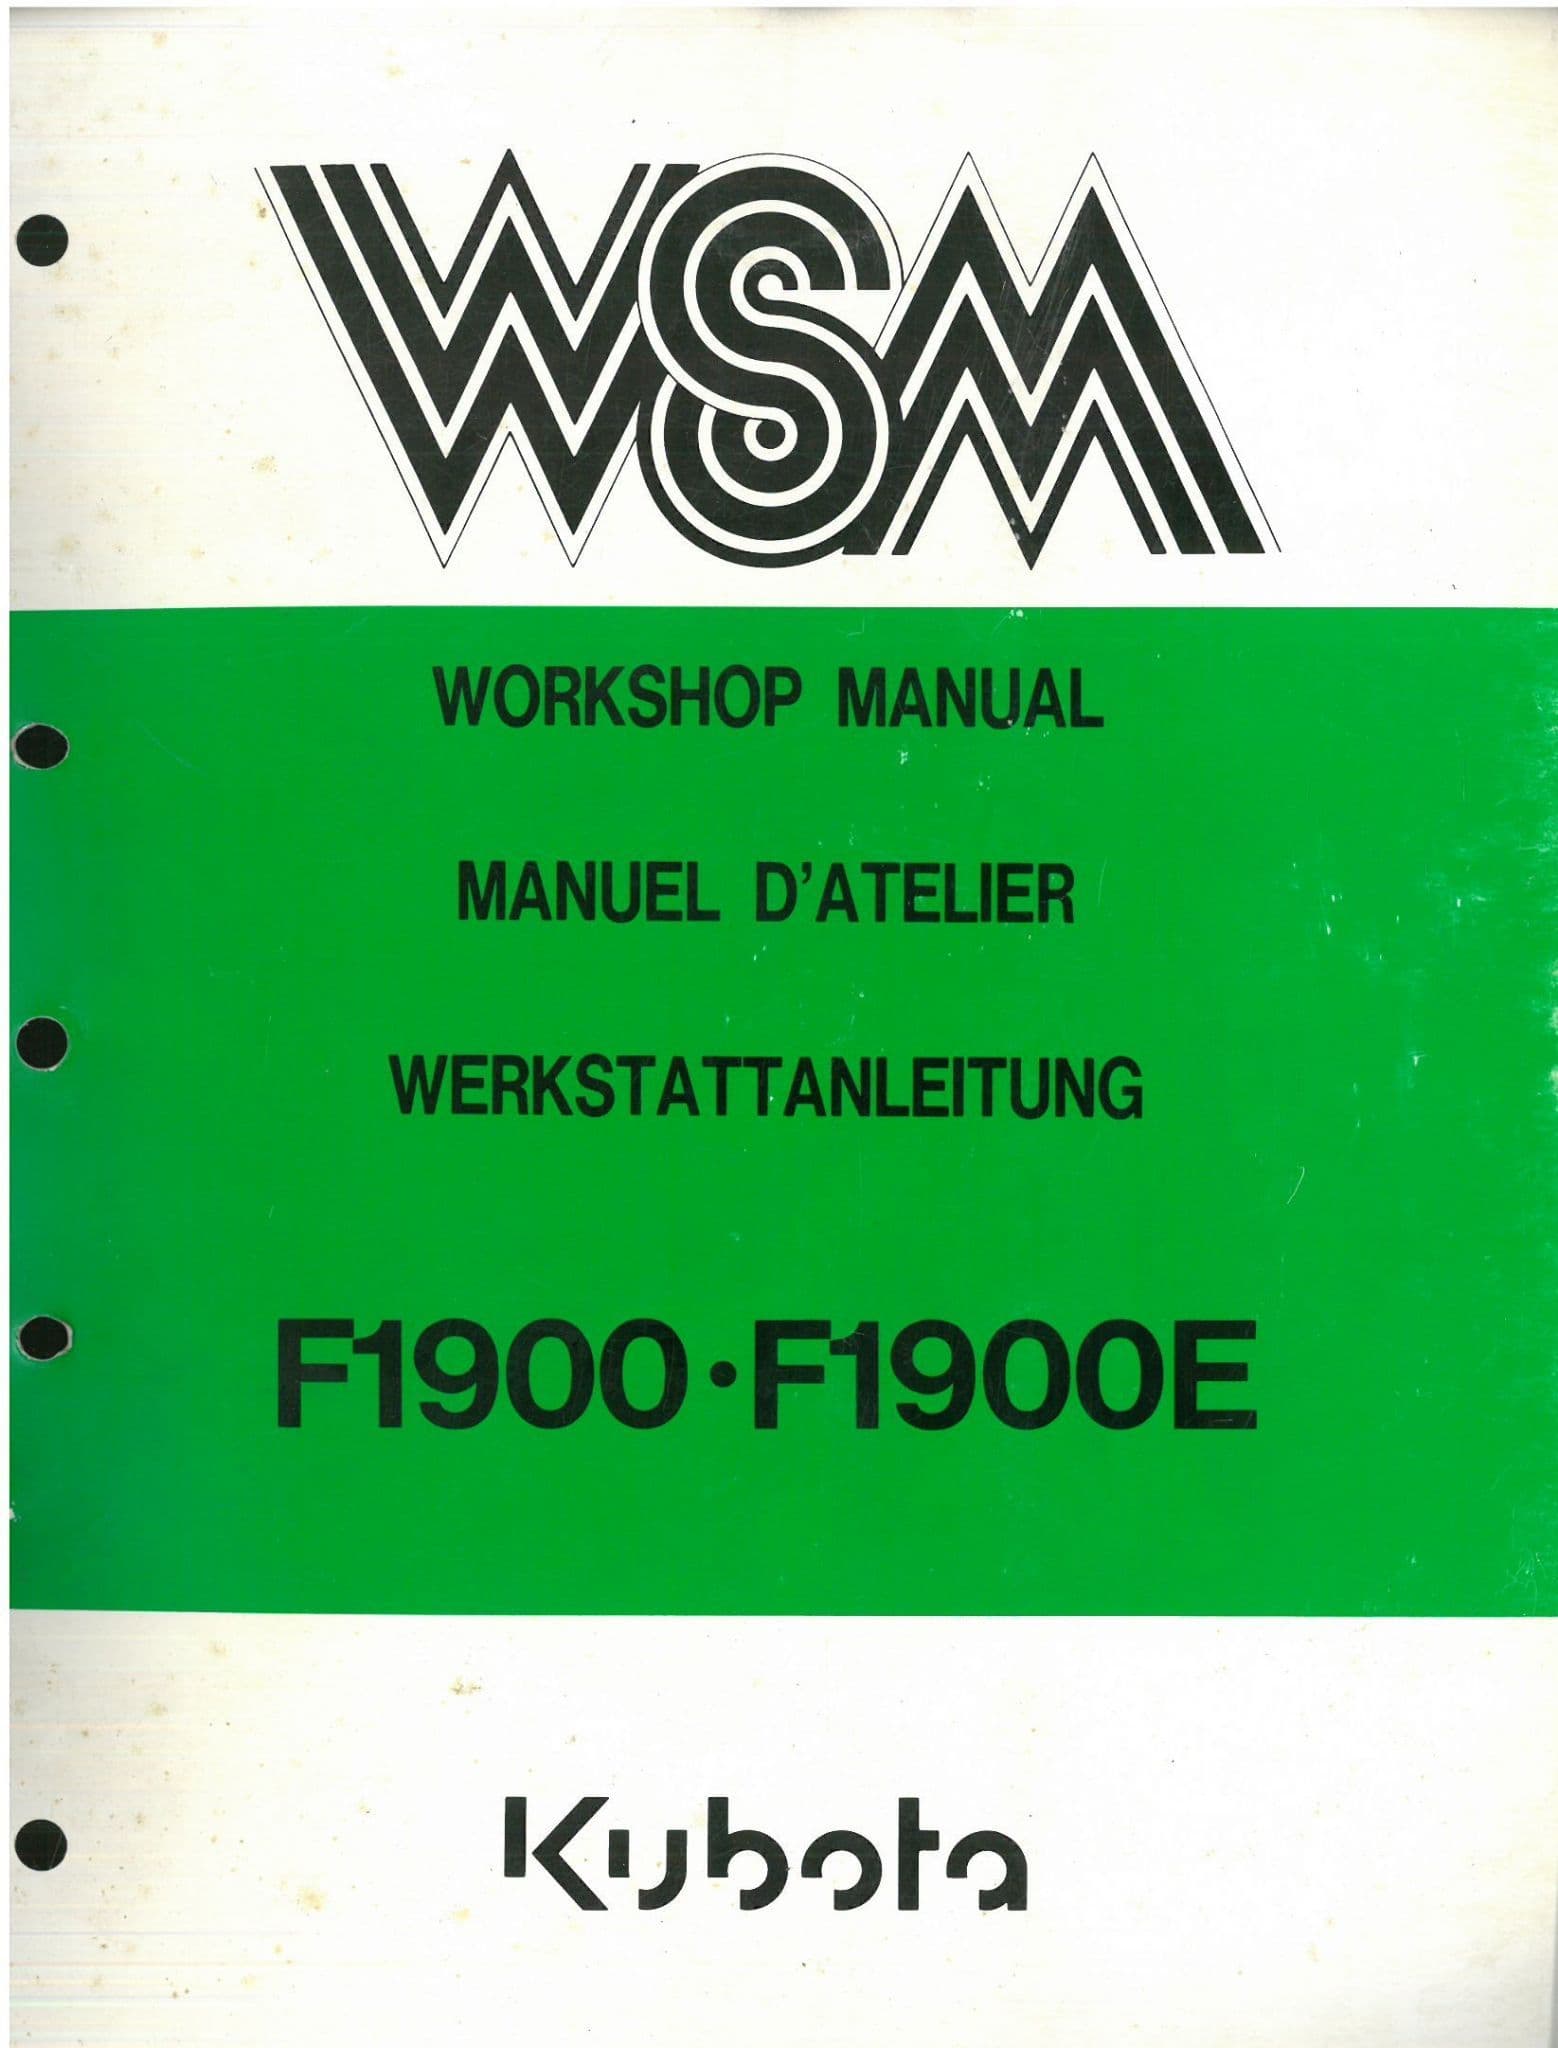 WSM
WORKSHOP MANUAL
MANUEL D'ATELIER
WERKSTATTANLEITUNG
F1900・F1900E
Kubota